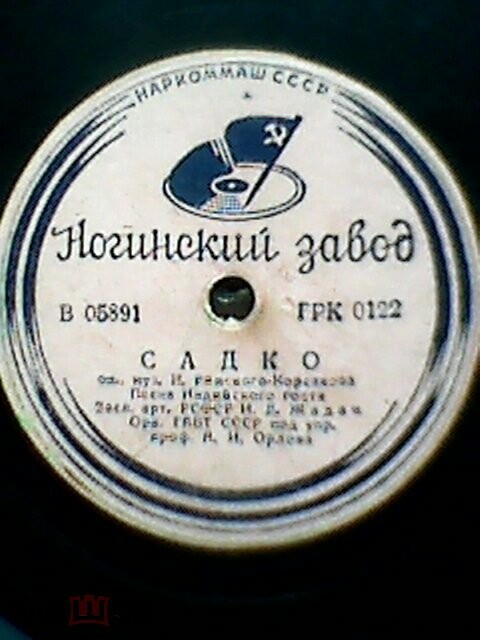 НАРКОММАШ СССР
Ногинский завод
В 05891
ГРК 0122
САДКО
оп., муз. Н. Римского-Корсакова
Песня Индийского гостя
Засл. арт. РСФСР И. Д. Жадан
Орк. ГАБТ СССР под упр.
проф. А. И. Орлова